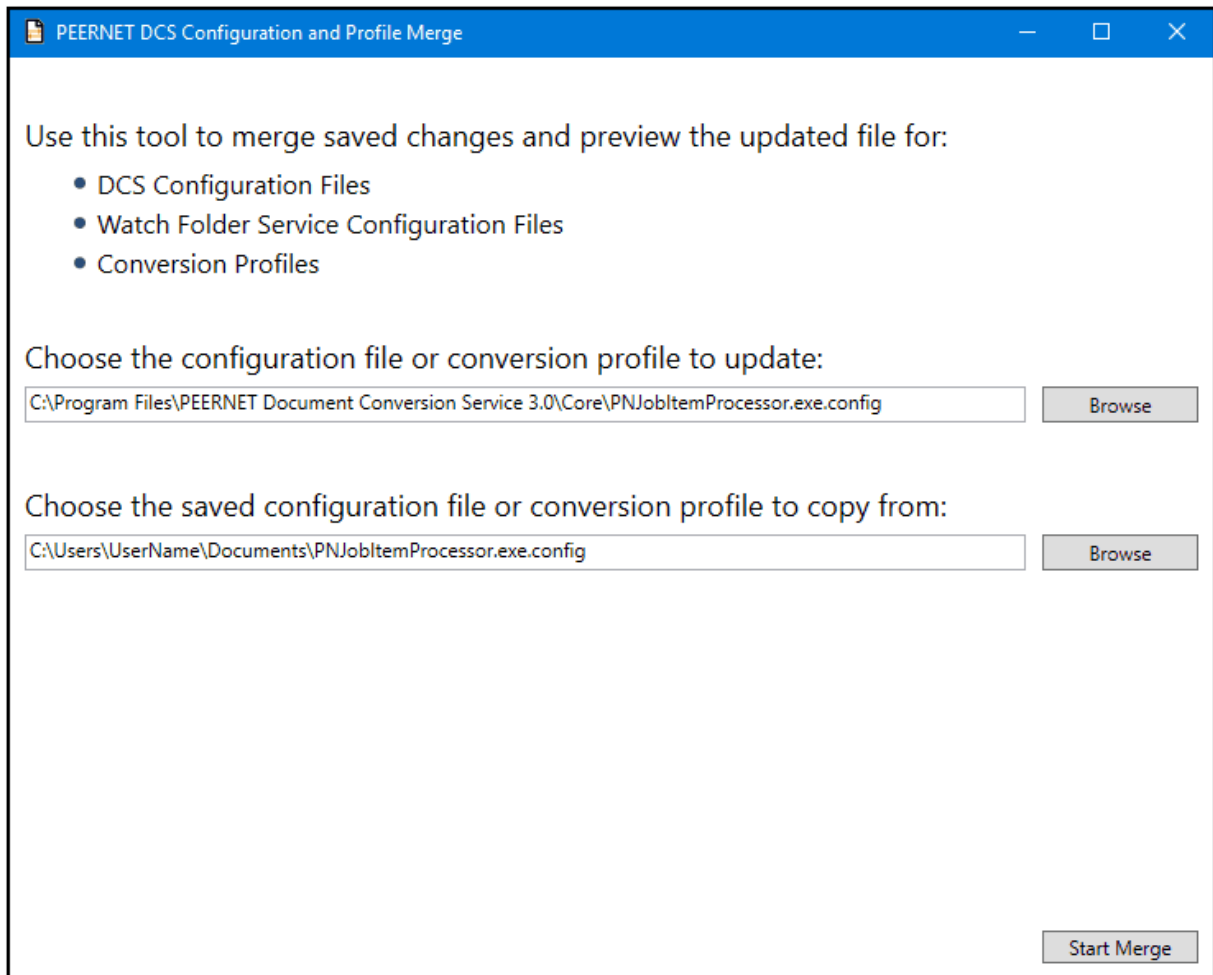 PEERNET DCS Configuration and Profile Merge
Use this tool to merge saved changes and preview the updated file for:
• DCS Configuration Files
• Watch Folder Service Configuration Files
• Conversion Profiles
Choose the configuration file or conversion profile to update:
C:\Program Files\PEERNET Document Conversion Service 3.0\Core\PNJobItemProcessor.exe.config
Browse
Choose the saved configuration file or conversion profile to copy from:
C:\Users\UserName\Documents\PNJobItemProcessor.exe.config
Browse
Start Merge